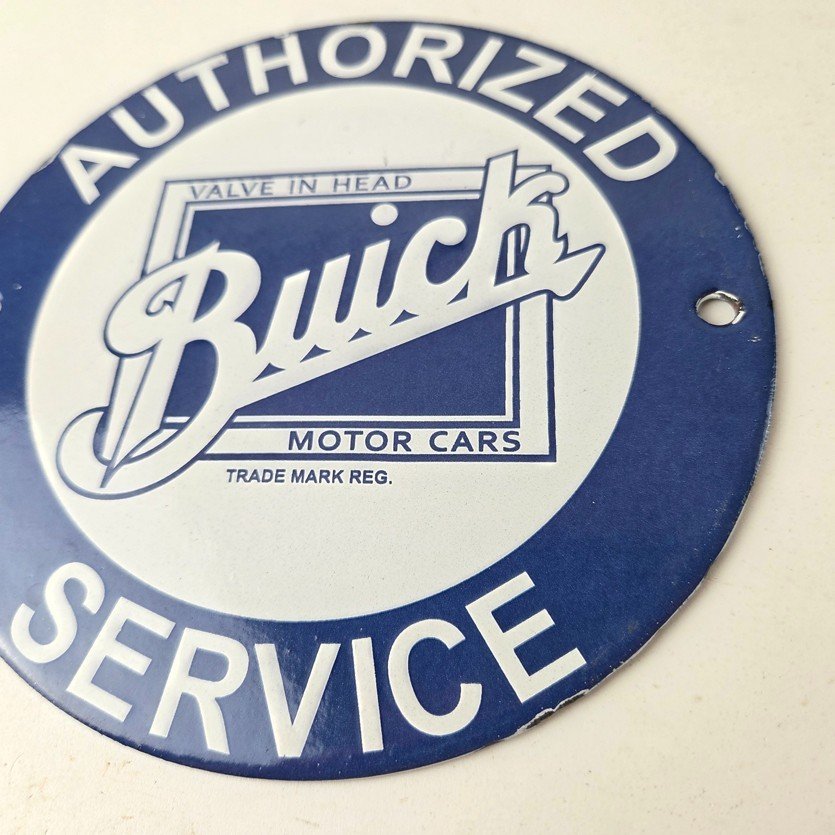 AUTHORIZED
VALVE IN HEAD
Buick
MOTOR CARS
TRADE MARK REG.
SERVICE